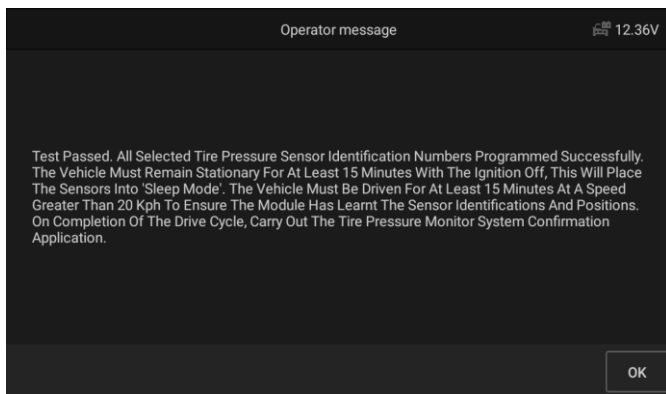 Operator message
12.36V
Test Passed. All Selected Tire Pressure Sensor Identification Numbers Programmed Successfully.
The Vehicle Must Remain Stationary For At Least 15 Minutes With The Ignition Off, This Will Place
The Sensors Into 'Sleep Mode'. The Vehicle Must Be Driven For At Least 15 Minutes At A Speed
Greater Than 20 Kph To Ensure The Module Has Learnt The Sensor Identifications And Positions.
On Completion Of The Drive Cycle, Carry Out The Tire Pressure Monitor System Confirmation
Application.
OK